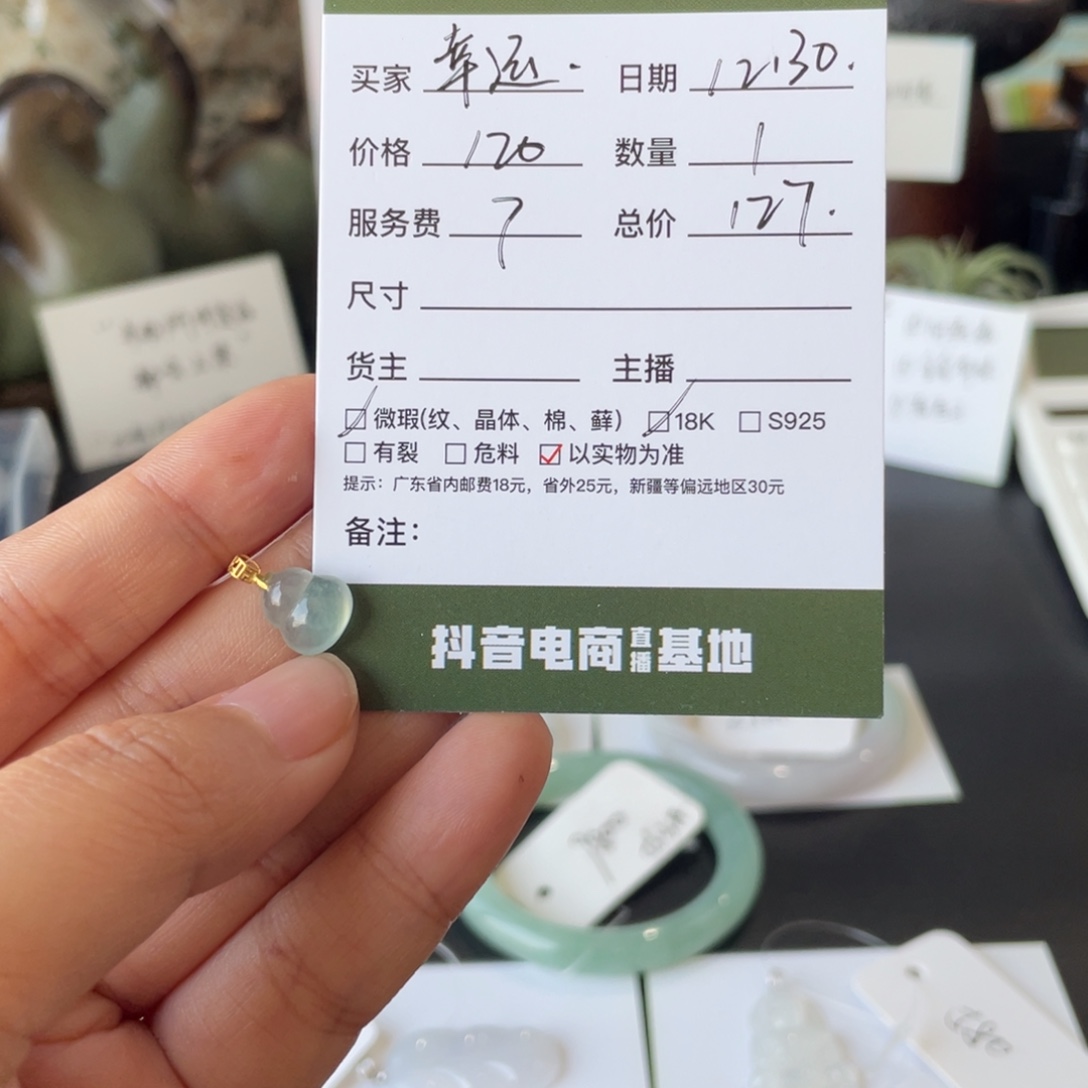 买家 幸运. 日期 12.30.
价格 120 数量 1
服务费 7 总价 127.
尺寸
货主 主播
☑ 微瑕(纹、晶体、棉、藓) ☑ 18K ☐ S925
☐ 有裂 ☐ 危料 ☑ 以实物为准
提示：广东省内邮费18元，省外25元，新疆等偏远地区30元
备注：
抖音电商直播基地